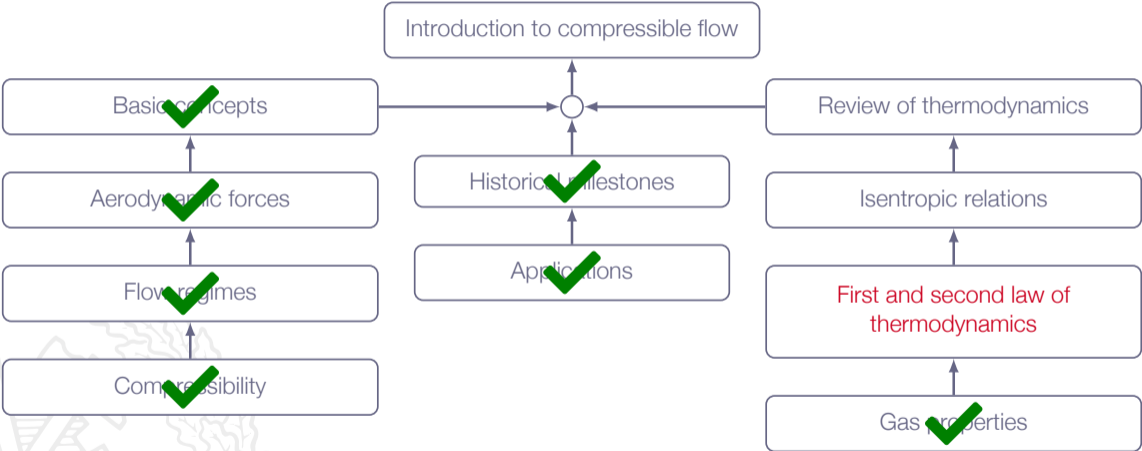 Introduction to compressible flow
Basic concepts
Review of thermodynamics
Historical milestones
Aerodynamic forces
Isentropic relations
Applications
Flow regimes
First and second law of
thermodynamics
Compressibility
Gas properties